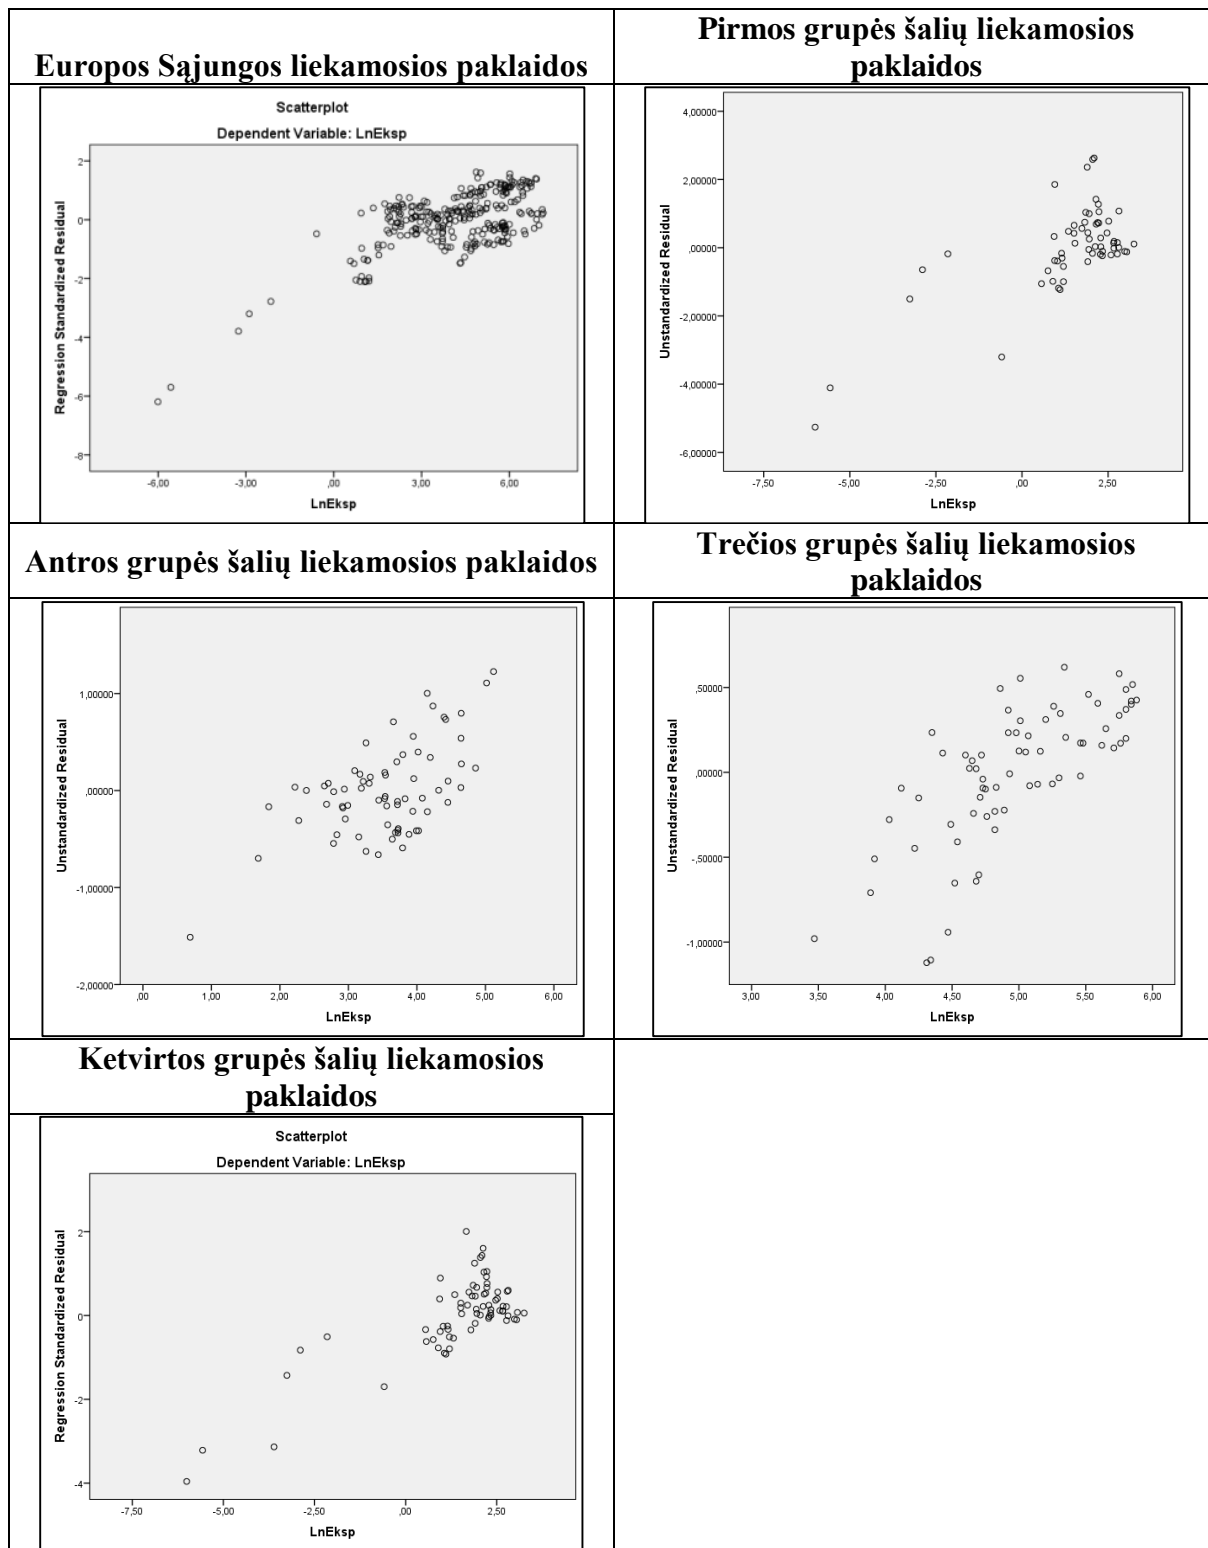 Europos Sąjungos liekamosios paklaidos
Pirmos grupės šalių liekamosios
paklaidos
Scatterplot
Dependent Variable: LnEksp
Regression Standardized Residual
2
0
-2
-4
-6
-8
-6,00 -3,00 ,00 3,00 6,00
LnEksp
Unstandardized Residual
4,00000
2,00000
,00000
-2,00000
-4,00000
-6,00000
-7,50 -5,00 -2,50 ,00 2,50
LnEksp
Antros grupės šalių liekamosios paklaidos
Trečios grupės šalių liekamosios
paklaidos
Unstandardized Residual
1,00000
,00000
-1,00000
-2,00000
,00 1,00 2,00 3,00 4,00 5,00 6,00
LnEksp
Unstandardized Residual
,50000
,00000
-,50000
-1,00000
3,00 3,50 4,00 4,50 5,00 5,50 6,00
LnEksp
Ketvirtos grupės šalių liekamosios
paklaidos
Scatterplot
Dependent Variable: LnEksp
Regression Standardized Residual
2
0
-2
-4
-7,50 -5,00 -2,50 ,00 2,50
LnEksp